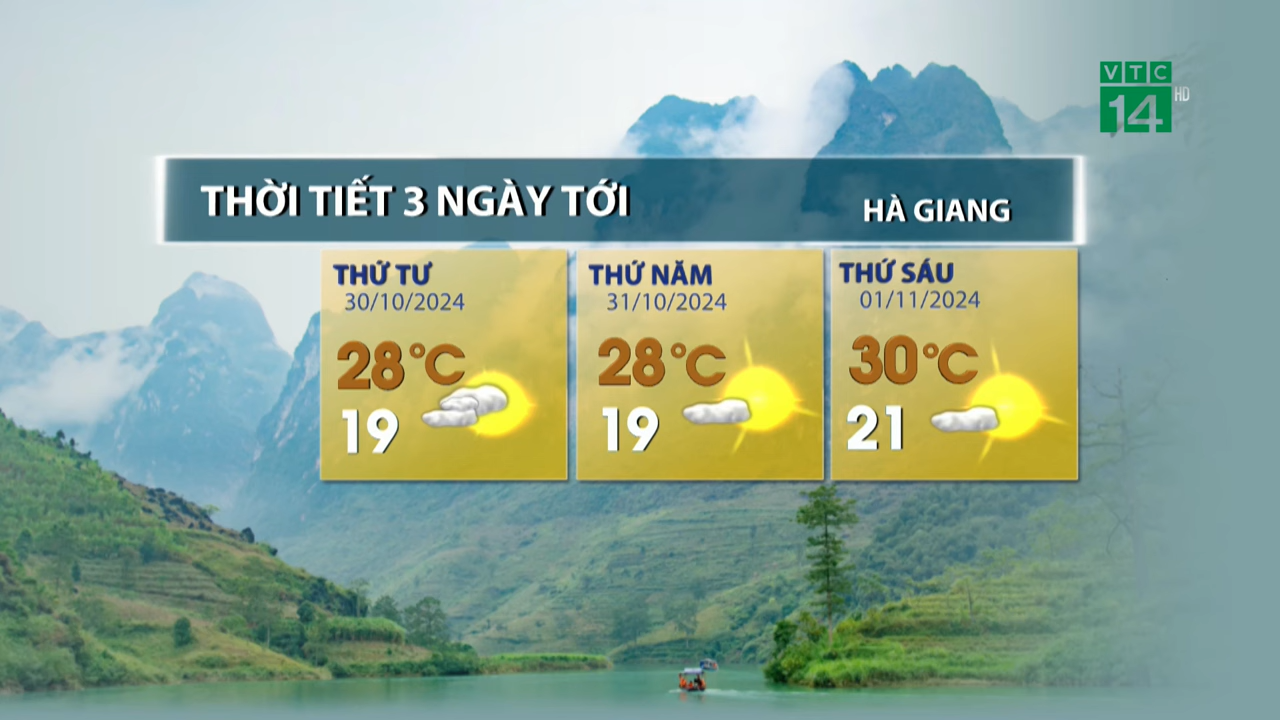 VTC
14 HD
THỜI TIẾT 3 NGÀY TỚI
HÀ GIANG
THỨ TƯ
30/10/2024
28°C
19
THỨ NĂM
31/10/2024
28°C
19
THỨ SÁU
01/11/2024
30°C
21